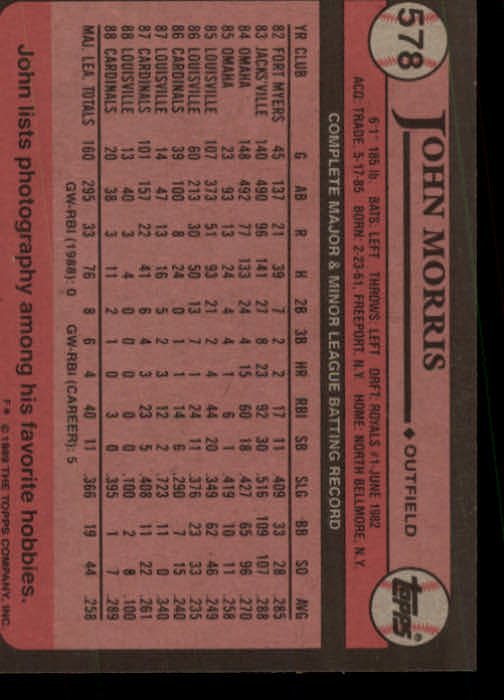 578
JOHN MORRIS
◆ OUTFIELD
topps®
6'1" 185 lb. BATS: LEFT THROWS: LEFT DRFT: ROYALS #1-JUNE 1982
ACQ: TRADE, 5-17-85 BORN: 2-23-61, FREEPORT, N.Y. HOME: NORTH BELLMORE, N.Y.
COMPLETE MAJOR & MINOR LEAGUE BATTING RECORD
YR CLUB G AB R H 2B 3B HR RBI SB SLG BB SO AVG
82 FORT MYERS 45 137 21 39 7 2 2 17 11 .409 33 28 .285
83 JACKS'VILLE 140 490 96 141 27 8 23 92 30 .516 109 107 .288
84 OMAHA 148 492 77 133 24 4 15 60 18 .427 65 96 .270
85 OMAHA 23 93 13 24 4 4 1 6 1 .419 10 11 .258
85 LOUISVILLE 107 373 51 93 21 2 4 44 20 .349 62 46 .249
86 LOUISVILLE 60 213 30 50 13 7 1 24 11 .376 23 33 .235
86 CARDINALS 39 100 8 24 0 1 1 14 6 .290 7 15 .240
87 LOUISVILLE 14 47 13 16 5 2 3 12 2 .723 11 0 .340
87 CARDINALS 101 157 22 41 6 4 3 23 5 .408 11 22 .261
88 LOUISVILLE 13 40 3 4 0 0 0 0 0 .100 2 8 .100
88 CARDINALS 20 38 3 11 2 1 0 3 0 .395 1 7 .289
MAJ. LEA. TOTALS 160 295 33 76 8 6 4 40 11 .366 19 44 .258
GW-RBI (1988): 0 GW-RBI (CAREER): 5
John lists photography among his favorite hobbies.
F* © 1989 THE TOPPS COMPANY, INC.